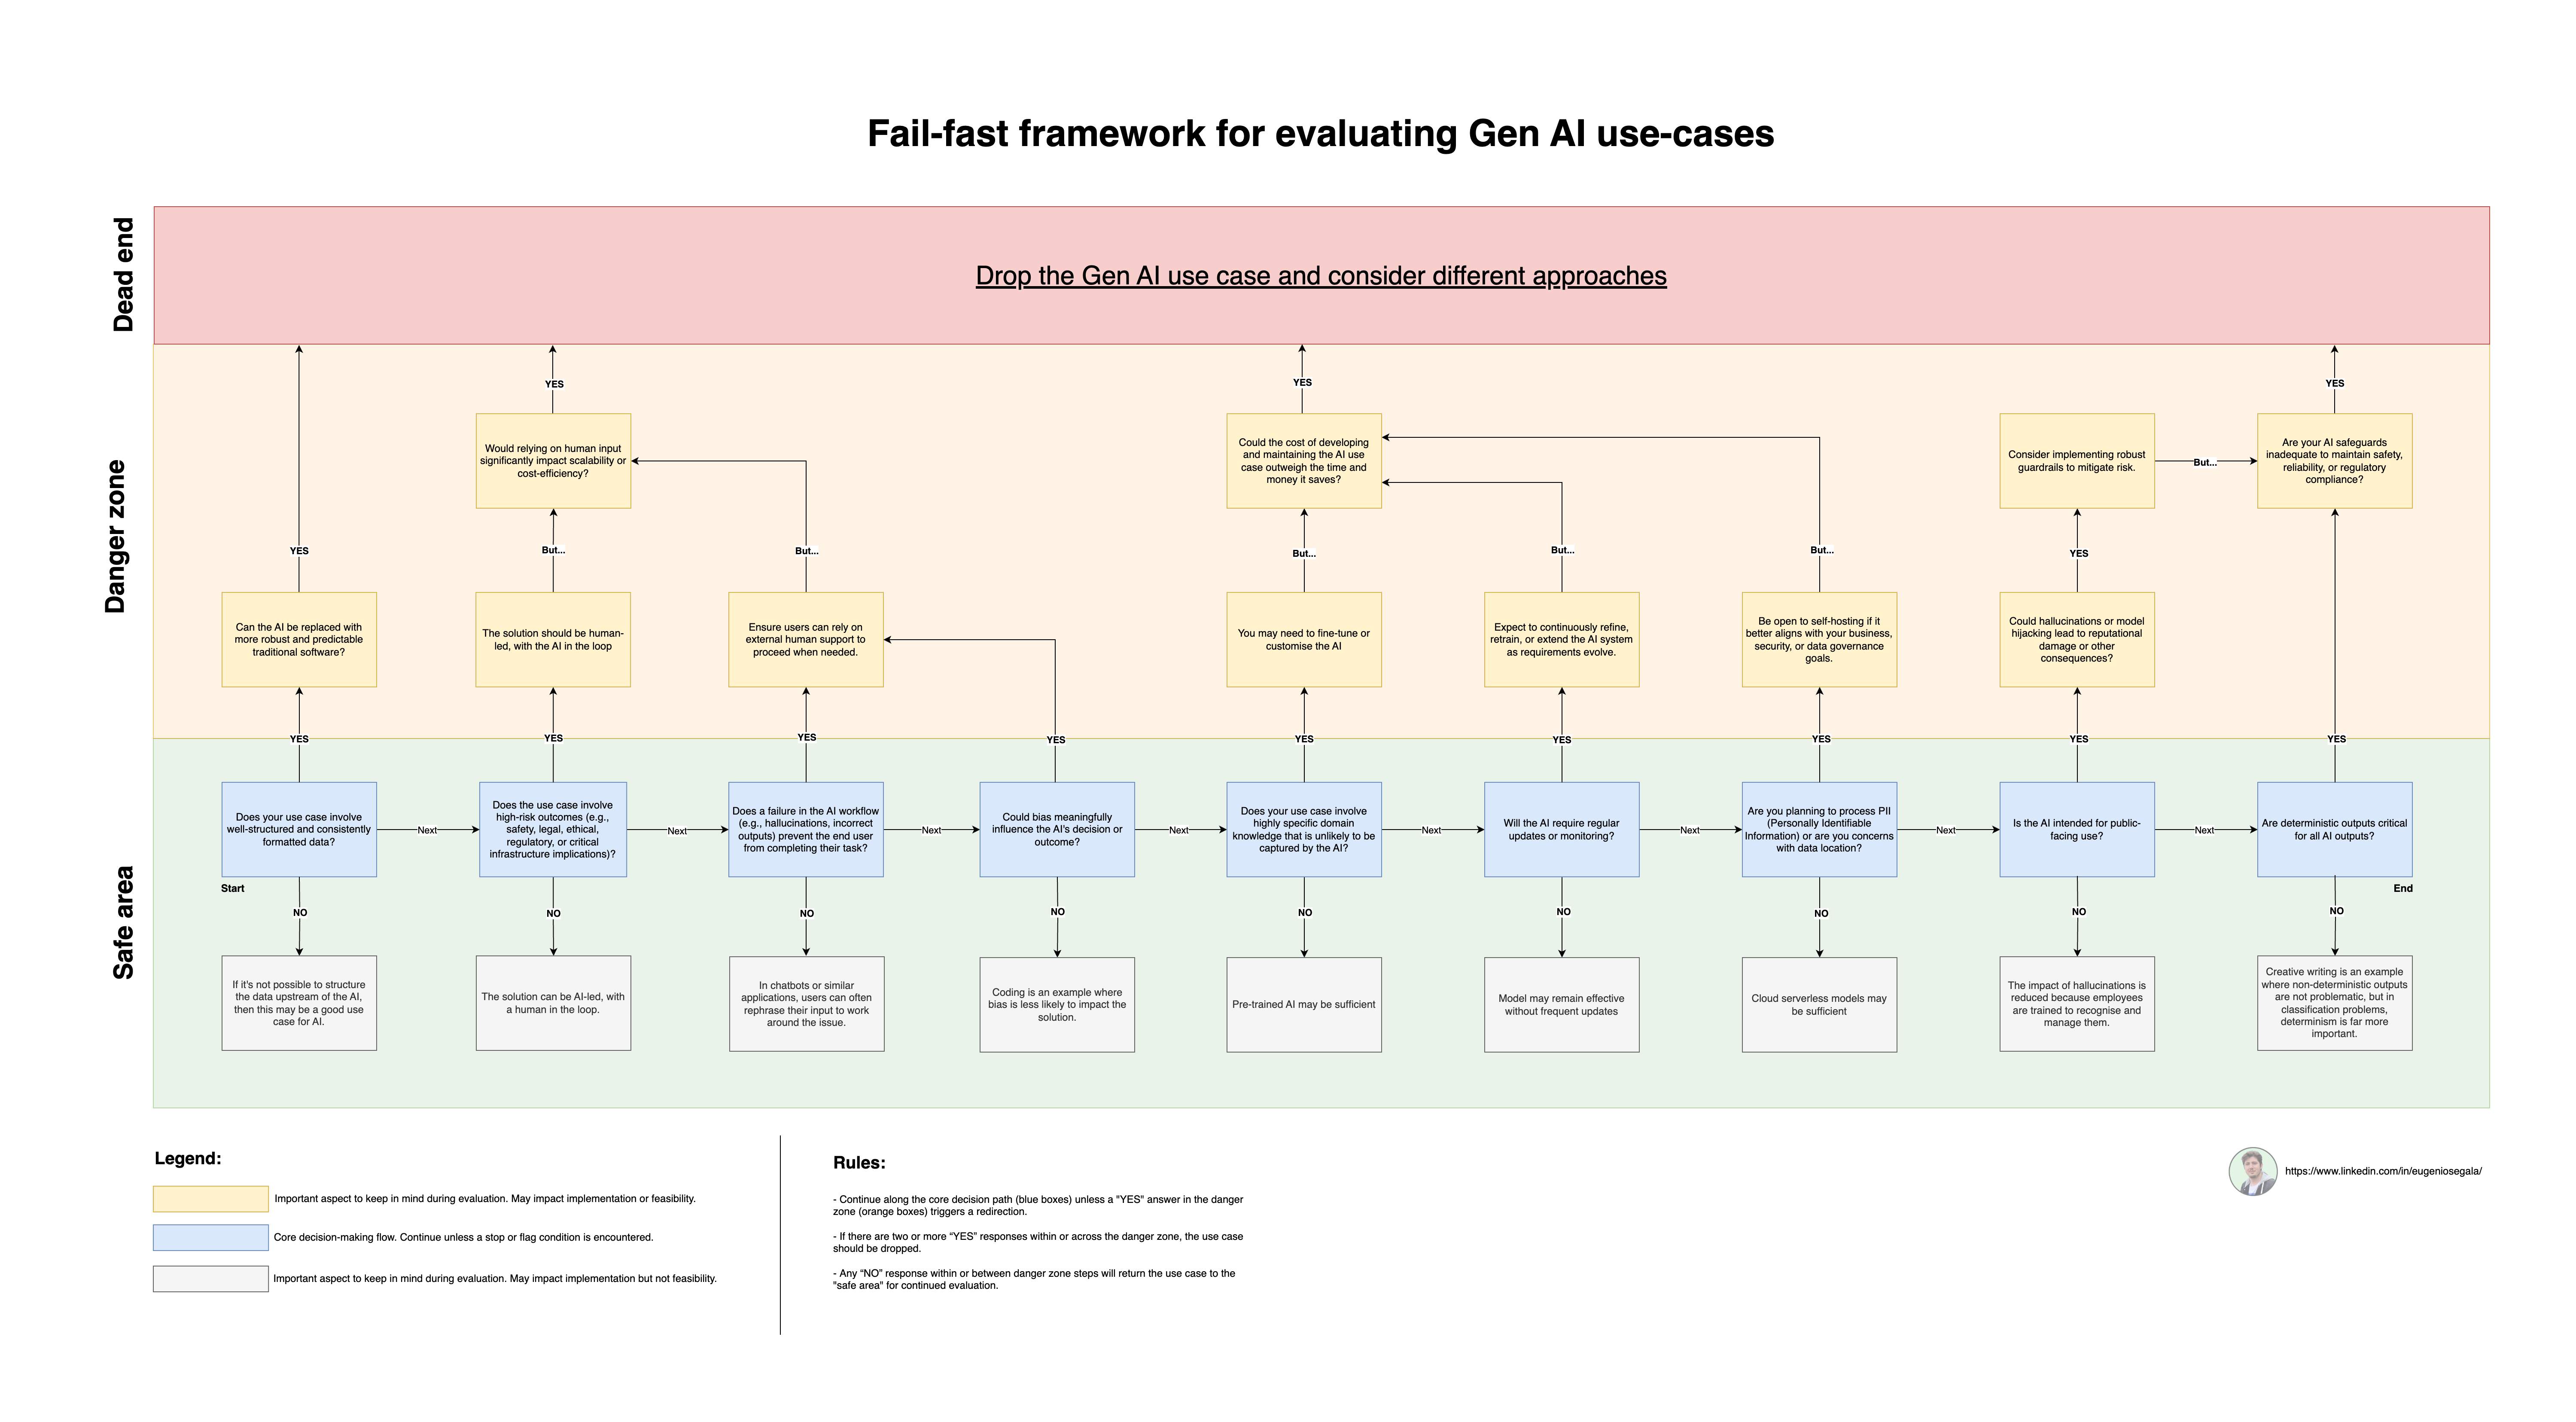 Fail-fast framework for evaluating Gen AI use-cases
Dead end
Drop the Gen AI use case and consider different approaches
Danger zone
YES
YES
YES
YES
Would relying on human input
significantly impact scalability or
cost-efficiency?
Could the cost of developing
and maintaining the AI use
case outweigh the time and
money it saves?
Consider implementing robust
guardrails to mitigate risk.
But...
Are your AI safeguards
inadequate to maintain safety,
reliability, or regulatory
compliance?
But...
But...
But...
But...
But...
YES
Can the AI be replaced with
more robust and predictable
traditional software?
The solution should be human-
led, with the AI in the loop
Ensure users can rely on
external human support to
proceed when needed.
You may need to fine-tune or
customise the AI
Expect to continuously refine,
retrain, or extend the AI system
as requirements evolve.
Be open to self-hosting if it
better aligns with your business,
security, or data governance
goals.
Could hallucinations or model
hijacking lead to reputational
damage or other
consequences?
YES
YES
YES
YES
YES
YES
YES
YES
YES
Safe area
Does your use case involve
well-structured and consistently
formatted data?
Next
Does the use case involve
high-risk outcomes (e.g.,
safety, legal, ethical,
regulatory, or critical
infrastructure implications)?
Next
Does a failure in the AI workflow
(e.g., hallucinations, incorrect
outputs) prevent the end user
from completing their task?
Next
Could bias meaningfully
influence the AI's decision or
outcome?
Next
Does your use case involve
highly specific domain
knowledge that is unlikely to be
captured by the AI?
Next
Will the AI require regular
updates or monitoring?
Next
Are you planning to process PII
(Personally Identifiable
Information) or are you concerns
with data location?
Next
Is the AI intended for public-
facing use?
Next
Are deterministic outputs critical
for all AI outputs?
Start
End
NO
NO
NO
NO
NO
NO
NO
NO
NO
If it's not possible to structure
the data upstream of the AI,
then this may be a good use
case for AI.
The solution can be AI-led, with
a human in the loop.
In chatbots or similar
applications, users can often
rephrase their input to work
around the issue.
Coding is an example where
bias is less likely to impact the
solution.
Pre-trained AI may be sufficient
Model may remain effective
without frequent updates
Cloud serverless models may
be sufficient
The impact of hallucinations is
reduced because employees
are trained to recognise and
manage them.
Creative writing is an example
where non-deterministic outputs
are not problematic, but in
classification problems,
determinism is far more
important.
Legend:
Important aspect to keep in mind during evaluation. May impact implementation or feasibility.
Core decision-making flow. Continue unless a stop or flag condition is encountered.
Important aspect to keep in mind during evaluation. May impact implementation but not feasibility.
Rules:
- Continue along the core decision path (blue boxes) unless a "YES" answer in the danger
zone (orange boxes) triggers a redirection.
- If there are two or more “YES” responses within or across the danger zone, the use case
should be dropped.
- Any “NO” response within or between danger zone steps will return the use case to the
"safe area" for continued evaluation.
https://www.linkedin.com/in/eugeniosegala/